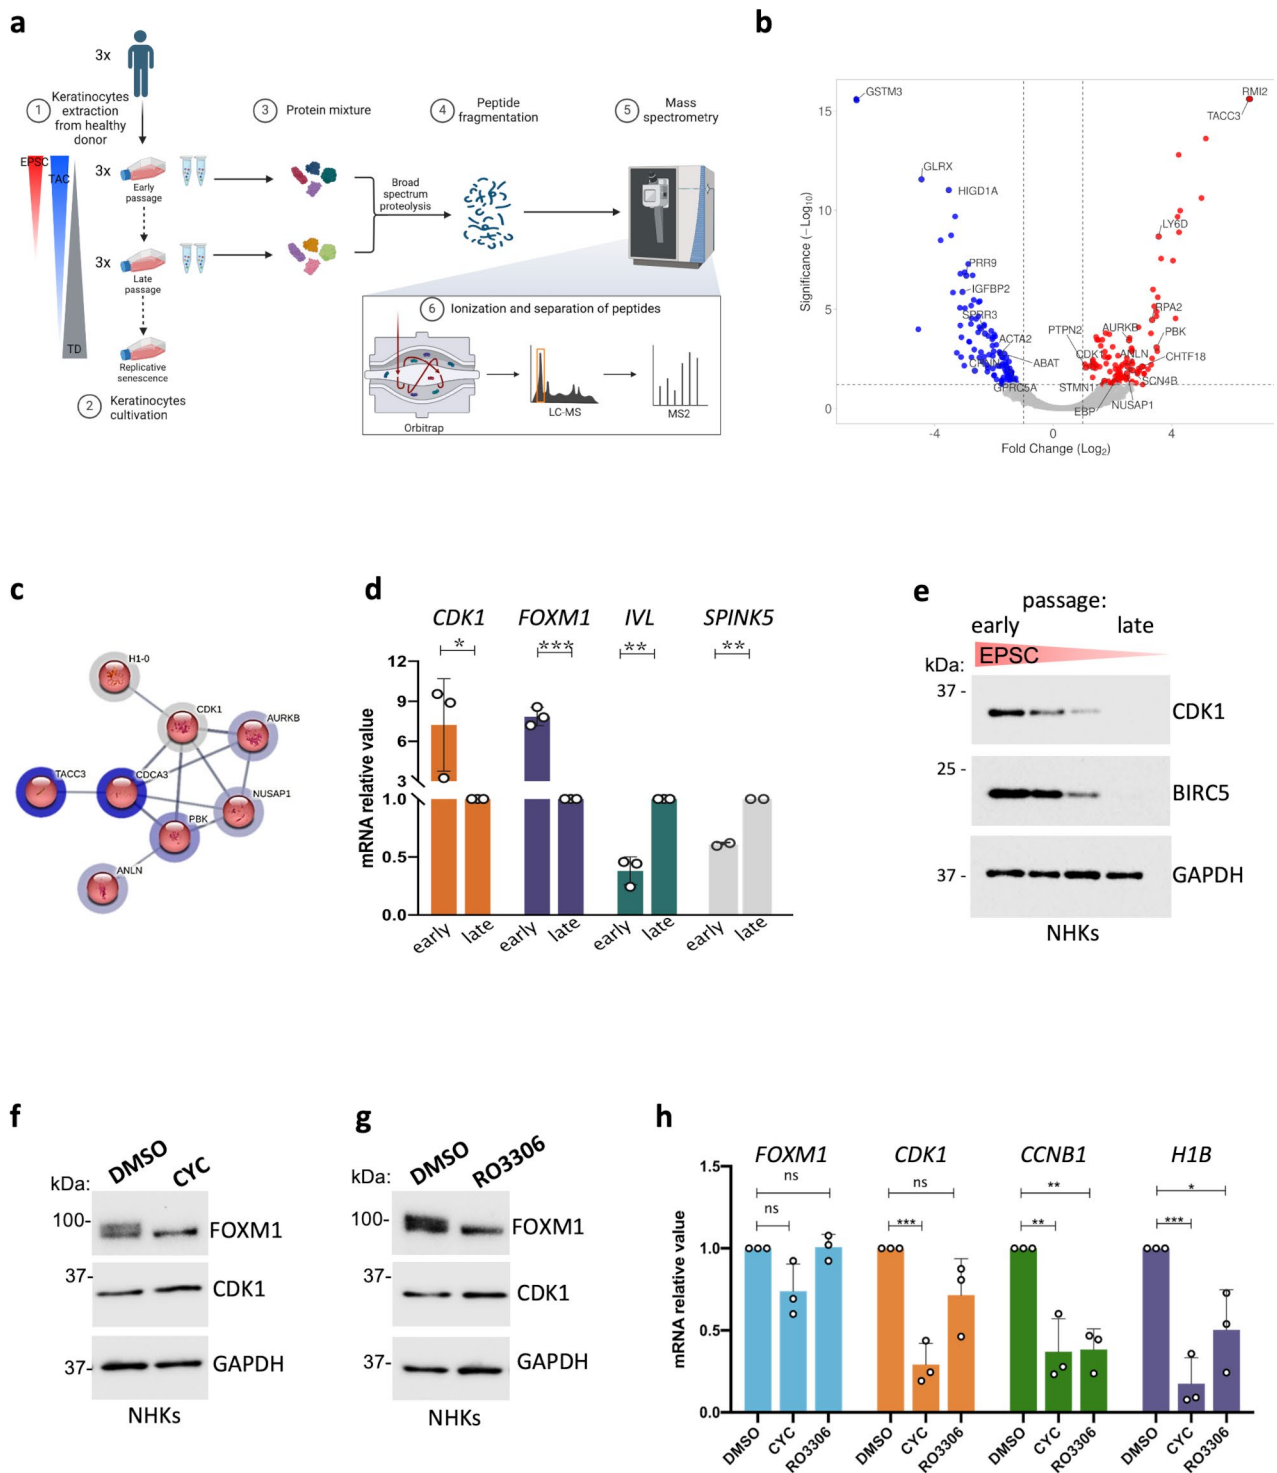 a
3x
1
Keratinocytes
extraction
from healthy
donor
EPSC
TAC
TD
3x
Early
passage
3x
Late
passage
Replicative
senescence
2
Keratinocytes
cultivation
3
Protein mixture
Broad
spectrum
proteolysis
4
Peptide
fragmentation
5
Mass
spectrometry
6
Ionization and separation of peptides
Orbitrap
LC-MS
MS2
b
Significance (−Log10)
15
10
5
0
-4
0
4
Fold Change (Log2)
GSTM3
RMI2
TACC3
GLRX
HIGD1A
LY6D
PRR9
IGFBP2
SPRR3
RPA2
PTPN2
AURKB
PBK
ACTA2
CDK1
ANLN
ABAT
CHTF18
GPRC5A
STMN1
SCN4B
EBP
NUSAP1
c
H1-0
CDK1
AURKB
TACC3
CDCA3
NUSAP1
PBK
ANLN
d
CDK1 FOXM1 IVL SPINK5
* *** ** **
mRNA relative value
12
9
6
3
1.0
0.5
0.0
early late early late early late early late
e
passage:
early late
EPSC
kDa:
37 -
CDK1
25 -
BIRC5
37 -
GAPDH
NHKs
f
DMSO CYC
kDa:
100-
FOXM1
37-
CDK1
37-
GAPDH
NHKs
g
DMSO RO3306
kDa:
100-
FOXM1
37-
CDK1
37-
GAPDH
NHKs
h
FOXM1 CDK1 CCNB1 H1B
ns ns ** *
ns *** ** ***
mRNA relative value
1.5
1.0
0.5
0.0
DMSO CYC RO3306 DMSO CYC RO3306 DMSO CYC RO3306 DMSO CYC RO3306